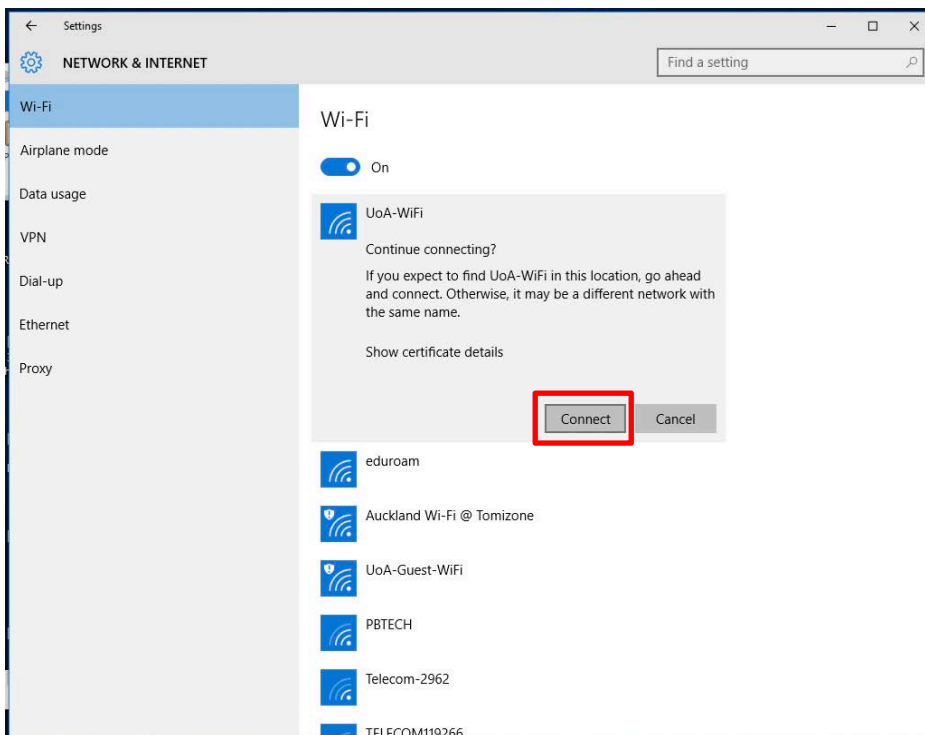 Settings
NETWORK & INTERNET
Find a setting
Wi-Fi
Airplane mode
Data usage
VPN
Dial-up
Ethernet
Proxy
Wi-Fi
On
UoA-WiFi
Continue connecting?
If you expect to find UoA-WiFi in this location, go ahead
and connect. Otherwise, it may be a different network with
the same name.
Show certificate details
Connect
Cancel
eduroam
Auckland Wi-Fi @ Tomizone
UoA-Guest-WiFi
PBTECH
Telecom-2962
TELECOM119266